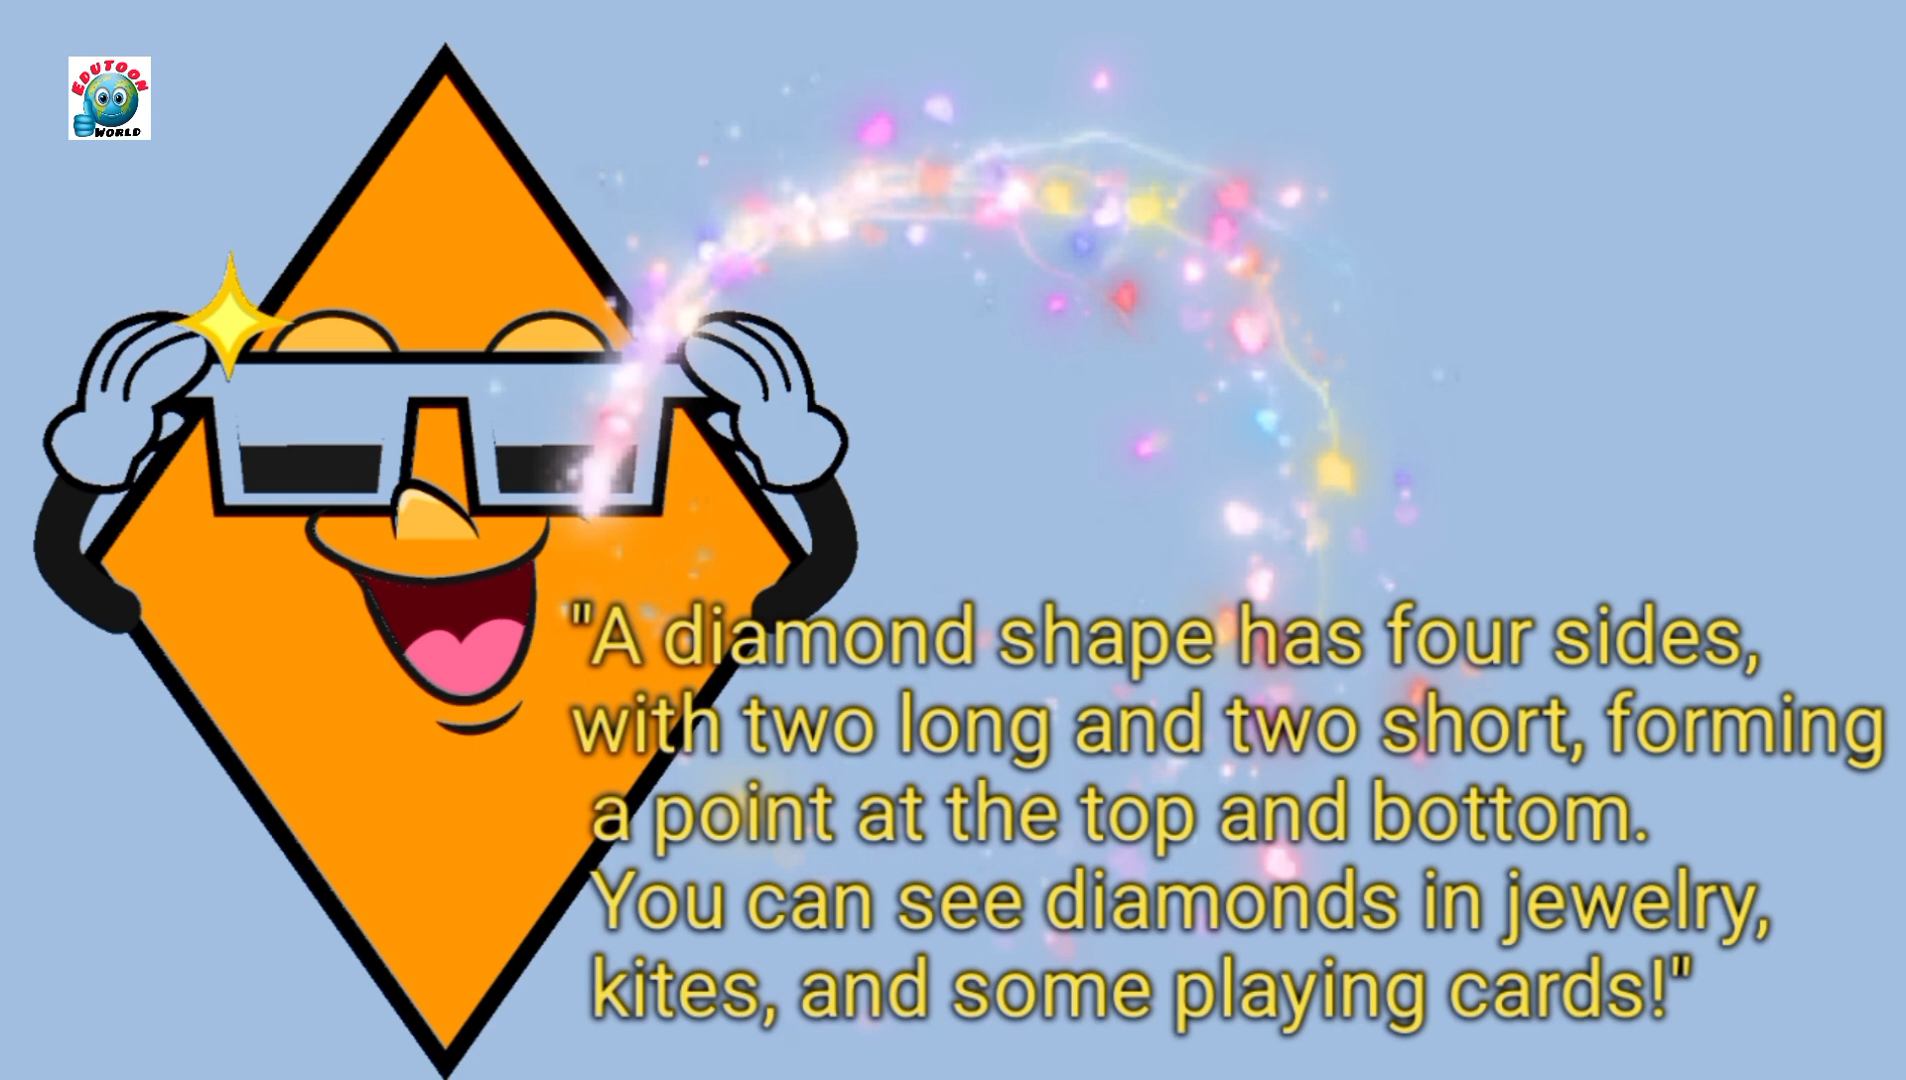 EDUTOON
WORLD
"A diamond shape has four sides,
with two long and two short, forming
a point at the top and bottom.
You can see diamonds in jewelry,
kites, and some playing cards!"